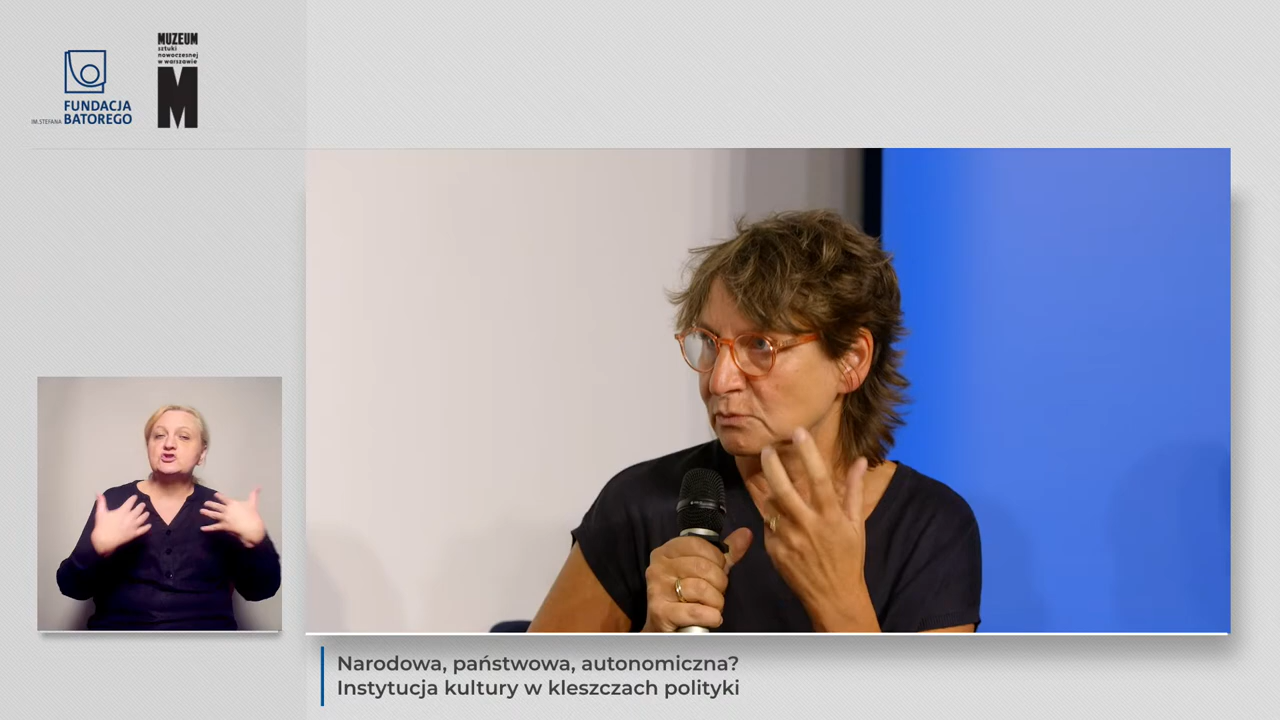 MUZEUM
sztuki
nowoczesnej
w warszawie
M
FUNDACJA
IM. STEFANA BATOREGO
Narodowa, państwowa, autonomiczna?
Instytucja kultury w kleszczach polityki